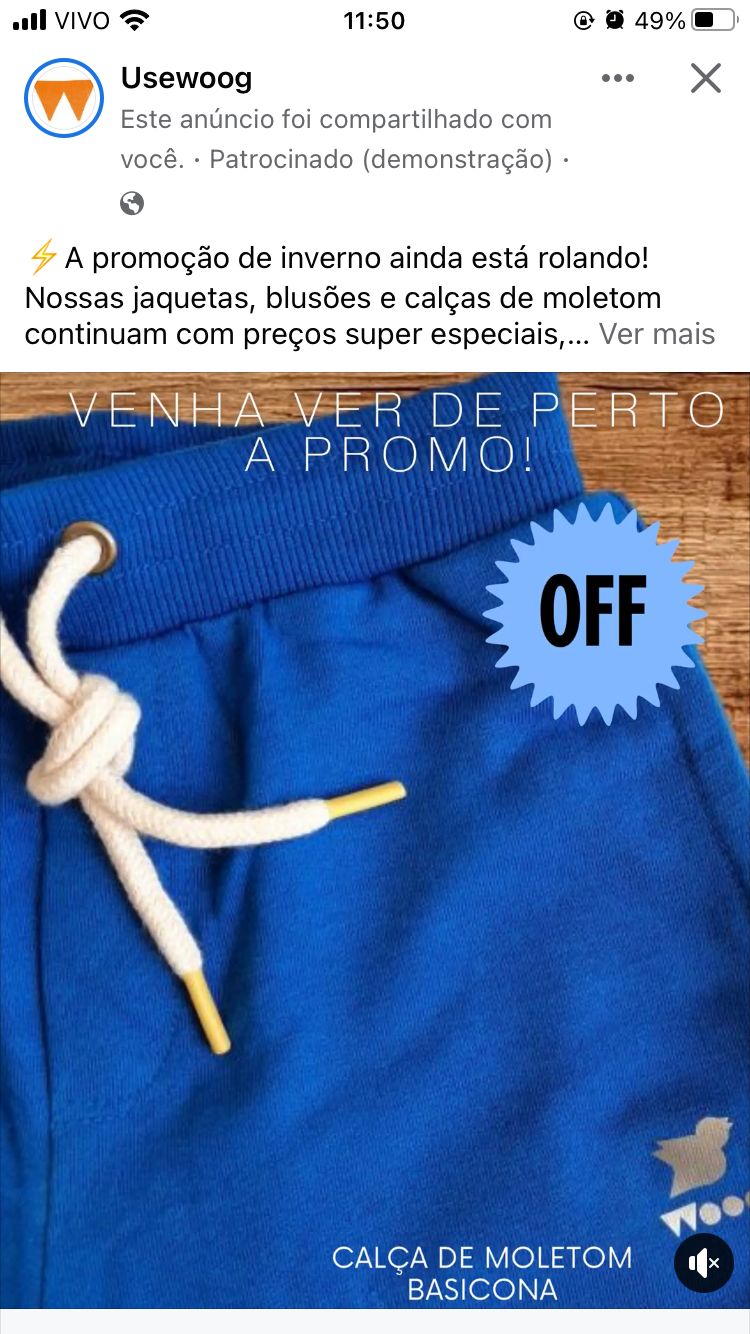 VIVO
11:50
49%
Usewoog
Este anúncio foi compartilhado com
você. · Patrocinado (demonstração) ·
⚡A promoção de inverno ainda está rolando!
Nossas jaquetas, blusões e calças de moletom
continuam com preços super especiais,... Ver mais
VENHA VER DE PERTO
A PROMO!
OFF
WOO
CALÇA DE MOLETOM
BASICONA